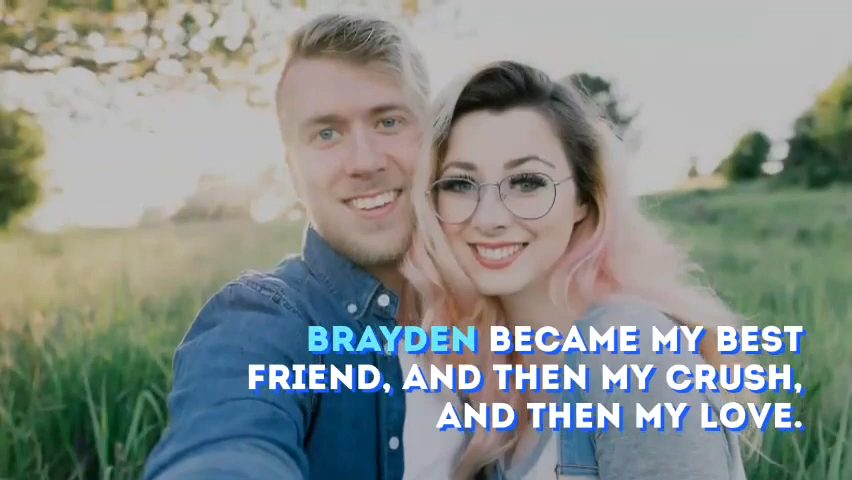 BRAYDEN BECAME MY BEST
FRIEND, AND THEN MY CRUSH,
AND THEN MY LOVE.